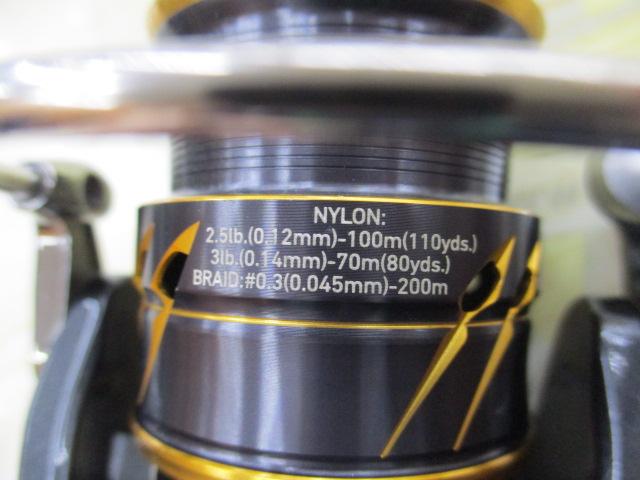 NYLON:
2.5lb.(0.12mm)-100m(110yds.)
3lb.(0.14mm)-70m(80yds.)
BRAID:#0.3(0.045mm)-200m